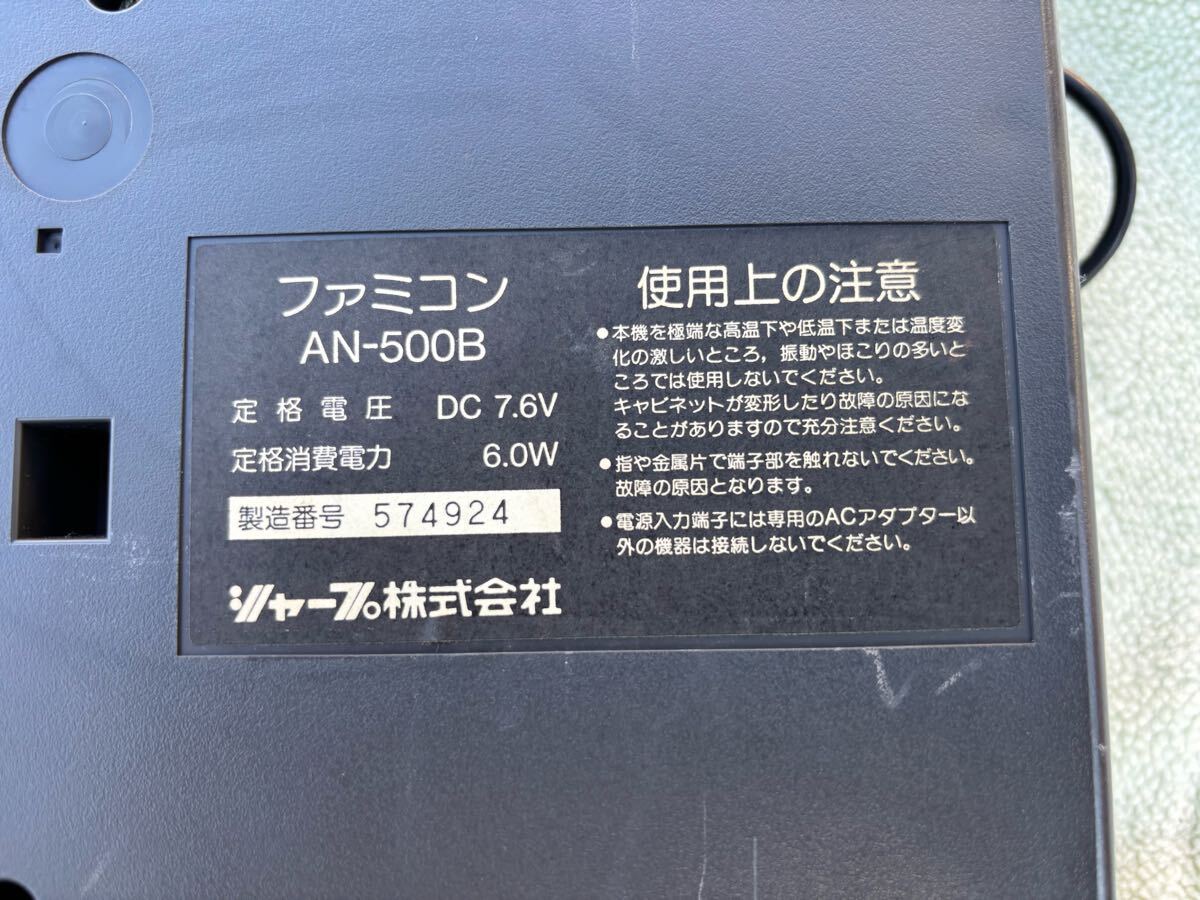 ファミコン
AN-500B
定格電圧 DC 7.6V
定格消費電力 6.0W
製造番号 574924
シャープ株式会社
使用上の注意
●本機を極端な高温下や低温下または温度変
化の激しいところ，振動やほこりの多いと
ころでは使用しないでください。
キャビネットが変形したり故障の原因にな
ることがありますので充分注意ください。
●指や金属片で端子部を触れないでください。
故障の原因となります。
●電源入力端子には専用のACアダプター以
外の機器は接続しないでください。